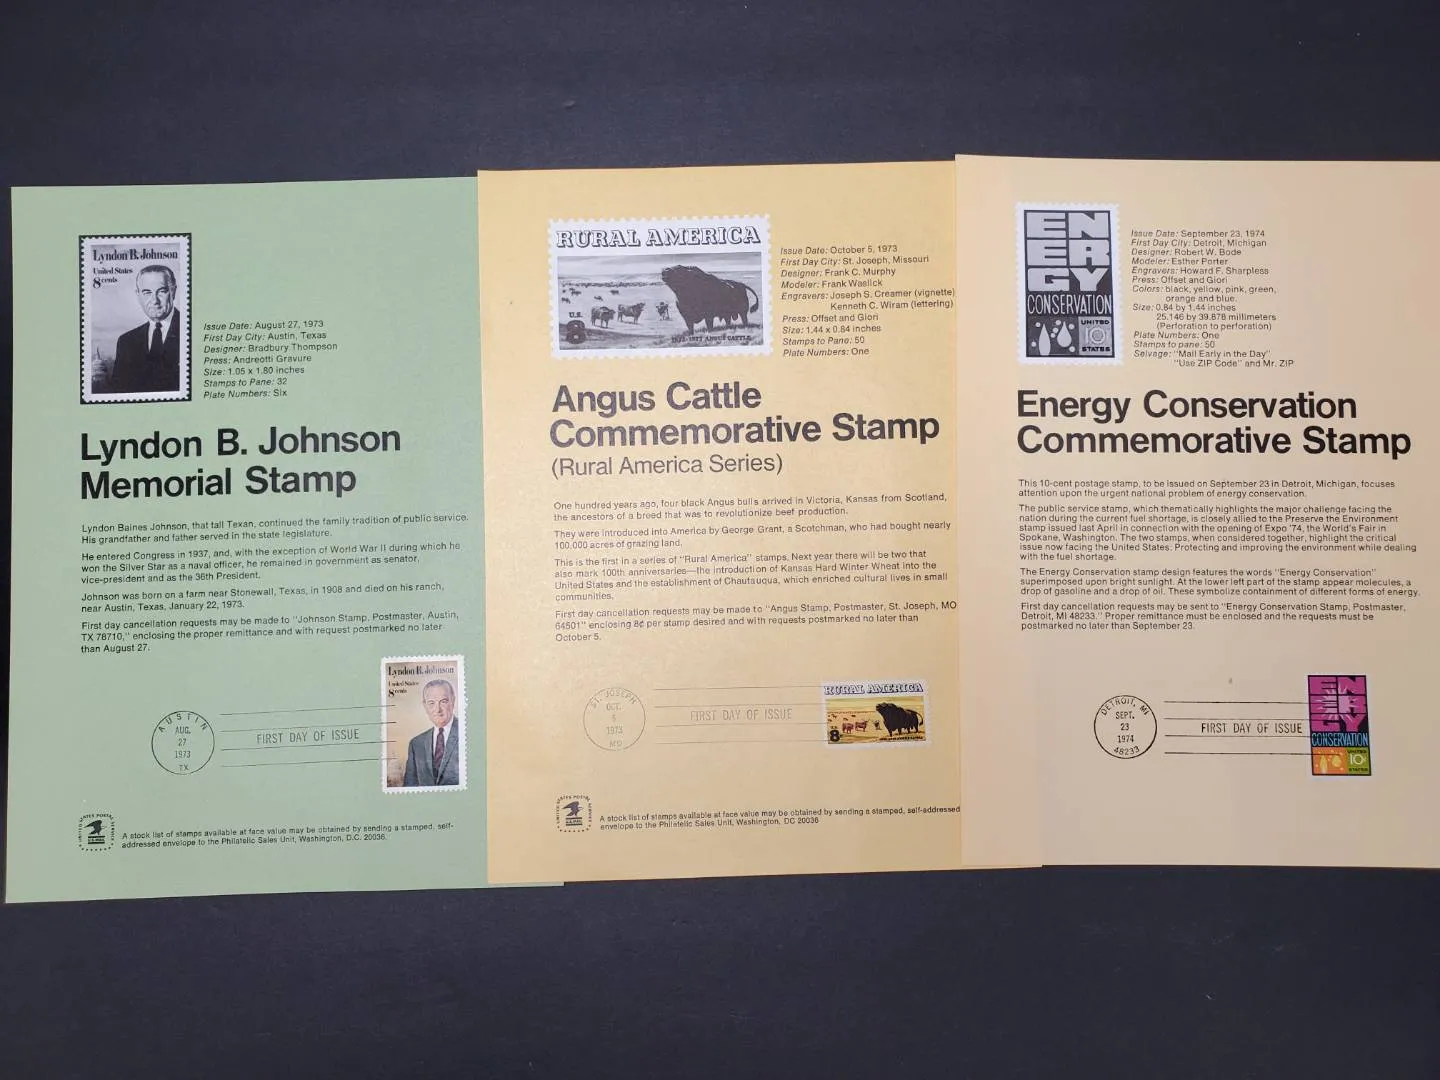 Lyndon B. Johnson
United States
8 cents
Issue Date: August 27, 1973
First Day City: Austin, Texas
Designer: Bradbury Thompson
Press: Andreotti Gravure
Size: 1.05 x 1.80 inches
Stamps to Pane: 32
Plate Numbers: Six
Lyndon B. Johnson
Memorial Stamp
Lyndon Baines Johnson, that tall Texan, continued the family tradition of public service.
His grandfather and father served in the state legislature.
He entered Congress in 1937, and, with the exception of World War II during which he
won the Silver Star as a naval officer, he remained in government as senator,
vice-president and as the 36th President.
Johnson was born on a farm near Stonewall, Texas, in 1908 and died on his ranch,
near Austin, Texas, January 22, 1973.
First day cancellation requests may be made to "Johnson Stamp, Postmaster, Austin,
TX 78710," enclosing the proper remittance and with request postmarked no later
than August 27.
AUSTIN
AUG.
27
1973
TX
FIRST DAY OF ISSUE
Lyndon B. Johnson
United States
8 cents
UNITED STATES POSTAL SERVICE
U.S. MAIL
A stock list of stamps available at face value may be obtained by sending a stamped, self-
addressed envelope to the Philatelic Sales Unit, Washington, D.C. 20036.
RURAL AMERICA
U.S.
8
1873-1973 ANGUS CATTLE
Issue Date: October 5, 1973
First Day City: St. Joseph, Missouri
Designer: Frank C. Murphy
Modeler: Frank Waslick
Engravers: Joseph S. Creamer (vignette)
Kenneth C. Wiram (lettering)
Press: Offset and Giori
Size: 1.44 x 0.84 inches
Stamps to Pane: 50
Plate Numbers: One
Angus Cattle
Commemorative Stamp
(Rural America Series)
One hundred years ago, four black Angus bulls arrived in Victoria, Kansas from Scotland,
the ancestors of a breed that was to revolutionize beef production.
They were introduced into America by George Grant, a Scotchman, who had bought nearly
100,000 acres of grazing land.
This is the first in a series of "Rural America" stamps. Next year there will be two that
also mark 100th anniversaries—the introduction of Kansas Hard Winter Wheat into the
United States and the establishment of Chautauqua, which enriched cultural lives in small
communities.
First day cancellation requests may be made to "Angus Stamp, Postmaster, St. Joseph, MO
64501" enclosing 8¢ per stamp desired and with requests postmarked no later than
October 5.
ST. JOSEPH
OCT.
5
1973
MO
FIRST DAY OF ISSUE
RURAL AMERICA
8
UNITED STATES POSTAL SERVICE
U.S. MAIL
A stock list of stamps available at face value may be obtained by sending a stamped, self-addressed
envelope to the Philatelic Sales Unit, Washington, DC 20036
ENERGY
CONSERVATION
UNITED
10c
STATES
Issue Date: September 23, 1974
First Day City: Detroit, Michigan
Designer: Robert W. Bode
Modeler: Esther Porter
Engravers: Howard F. Sharpless
Press: Offset and Giori
Colors: black, yellow, pink, green,
orange and blue.
Size: 0.84 by 1.44 inches
25.146 by 39.878 millimeters
(Perforation to perforation)
Plate Numbers: One
Stamps to pane: 50
Selvage: "Mail Early in the Day"
"Use ZIP Code" and Mr. ZIP
Energy Conservation
Commemorative Stamp
This 10-cent postage stamp, to be issued on September 23 in Detroit, Michigan, focuses
attention upon the urgent national problem of energy conservation.
The public service stamp, which thematically highlights the major challenge facing the
nation during the current fuel shortage, is closely allied to the Preserve the Environment
stamp issued last April in connection with the opening of Expo '74, the World's Fair in
Spokane, Washington. The two stamps, when considered together, highlight the critical
issue now facing the United States: Protecting and improving the environment while dealing
with the fuel shortage.
The Energy Conservation stamp design features the words "Energy Conservation"
superimposed upon bright sunlight. At the lower left part of the stamp appear molecules, a
drop of gasoline and a drop of oil. These symbolize containment of different forms of energy.
First day cancellation requests may be sent to "Energy Conservation Stamp, Postmaster,
Detroit, MI 48233." Proper remittance must be enclosed and the requests must be
postmarked no later than September 23.
DETROIT, MI
SEPT.
23
1974
48233
FIRST DAY OF ISSUE
ENERGY
CONSERVATION
UNITED
10c
STATES